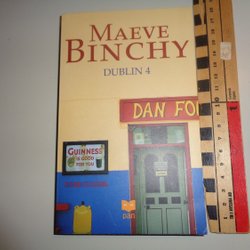 MAEVE
BINCHY
DUBLIN 4
DAN FO
GUINNESS
IS GOOD
FOR YOU
pan